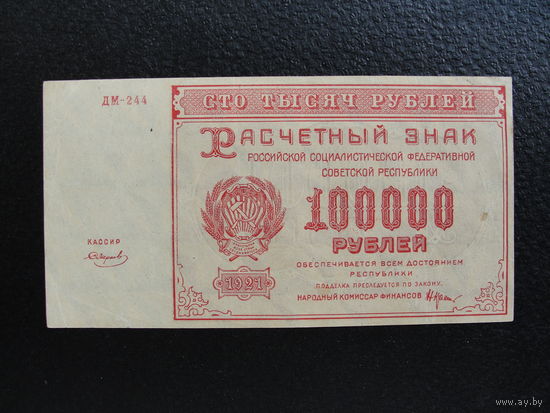 ДМ-244
СТО ТЫСЯЧ РУБЛЕЙ
РАСЧЕТНЫЙ ЗНАК
РОССИЙСКОЙ СОЦИАЛИСТИЧЕСКОЙ ФЕДЕРАТИВНОЙ
СОВЕТСКОЙ РЕСПУБЛИКИ
100000
РУБЛЕЙ
КАССИР
ОБЕСПЕЧИВАЕТСЯ ВСЕМ ДОСТОЯНИЕМ
РЕСПУБЛИКИ
1921
ПОДДЕЛКА ПРЕСЛЕДУЕТСЯ ПО ЗАКОНУ.
НАРОДНЫЙ КОМИССАР ФИНАНСОВ
www.ay.by